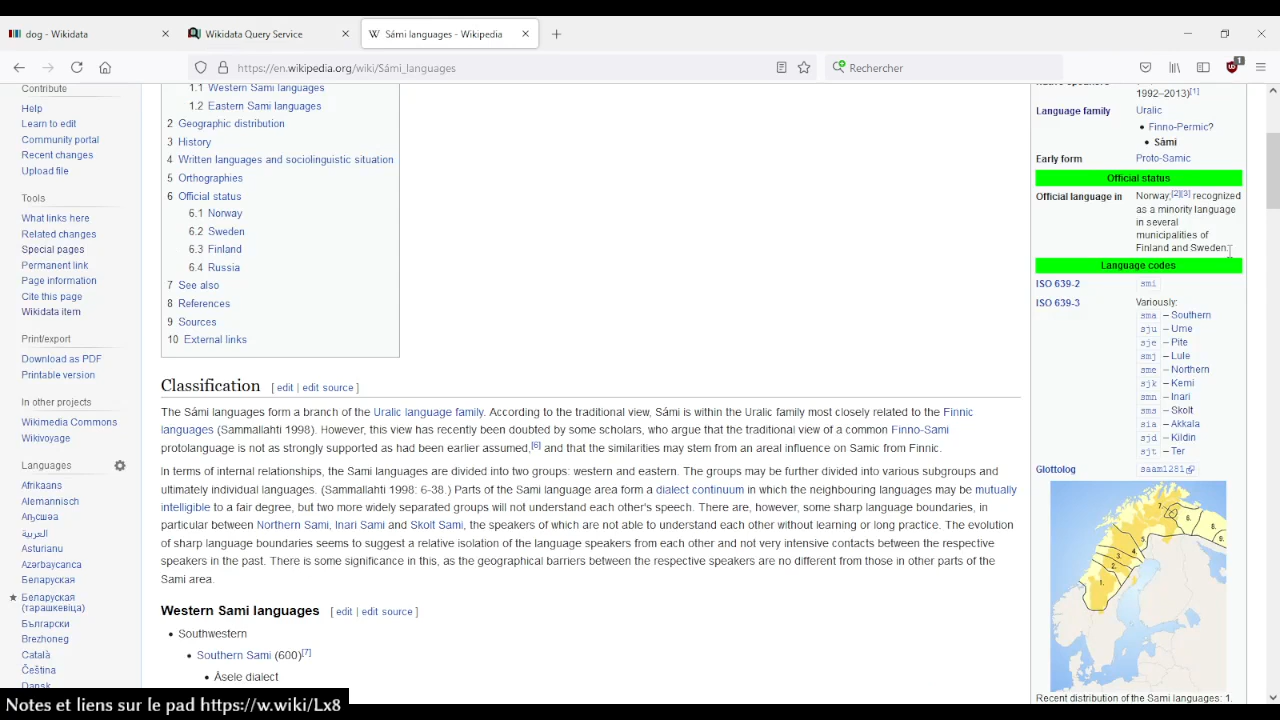 dog - Wikidata
Wikidata Query Service
Sámi languages - Wikipedia
https://en.wikipedia.org/wiki/Sámi_languages
Rechercher
1
Contribute
Help
Learn to edit
Community portal
Recent changes
Upload file
Tools
What links here
Related changes
Special pages
Permanent link
Page information
Cite this page
Wikidata item
Print/export
Download as PDF
Printable version
In other projects
Wikimedia Commons
Wikivoyage
Languages
Afrikaans
Alemannisch
Аԥсшәа
العربية
Asturianu
Azərbaycanca
Беларуская
Беларуская
(тарашкевіца)
Български
Brezhoneg
Català
Čeština
Dansk
1.1 Western Sami languages
1.2 Eastern Sami languages
2 Geographic distribution
3 History
4 Written languages and sociolinguistic situation
5 Orthographies
6 Official status
6.1 Norway
6.2 Sweden
6.3 Finland
6.4 Russia
7 See also
8 References
9 Sources
10 External links
Classification [ edit | edit source ]
The Sámi languages form a branch of the Uralic language family. According to the traditional view, Sámi is within the Uralic family most closely related to the Finnic
languages (Sammallahti 1998). However, this view has recently been doubted by some scholars, who argue that the traditional view of a common Finno-Sami
protolanguage is not as strongly supported as had been earlier assumed,[6] and that the similarities may stem from an areal influence on Samic from Finnic.
In terms of internal relationships, the Sami languages are divided into two groups: western and eastern. The groups may be further divided into various subgroups and
ultimately individual languages. (Sammallahti 1998: 6-38.) Parts of the Sami language area form a dialect continuum in which the neighbouring languages may be mutually
intelligible to a fair degree, but two more widely separated groups will not understand each other's speech. There are, however, some sharp language boundaries, in
particular between Northern Sami, Inari Sami and Skolt Sami, the speakers of which are not able to understand each other without learning or long practice. The evolution
of sharp language boundaries seems to suggest a relative isolation of the language speakers from each other and not very intensive contacts between the respective
speakers in the past. There is some significance in this, as the geographical barriers between the respective speakers are no different from those in other parts of the
Sami area.
Western Sami languages [ edit | edit source ]
• Southwestern
• Southern Sami (600)[7]
• Åsele dialect
1992–2013)[1]
Language family
Uralic
• Finno-Permic?
• Sámi
Early form
Proto-Samic
Official status
Official language in
Norway;[2][3] recognized
as a minority language
in several
municipalities of
Finland and Sweden.
Language codes
ISO 639-2
smi
ISO 639-3
Variously:
sma – Southern
sju – Ume
sje – Pite
smj – Lule
sme – Northern
sjk – Kemi
smn – Inari
sms – Skolt
sia – Akkala
sjd – Kildin
sjt – Ter
Glottolog
saam1281
7.
6.
8.
9.
5.
4.
3.
2.
1.
Recent distribution of the Sami languages: 1.
Notes et liens sur le pad https://w.wiki/Lx8